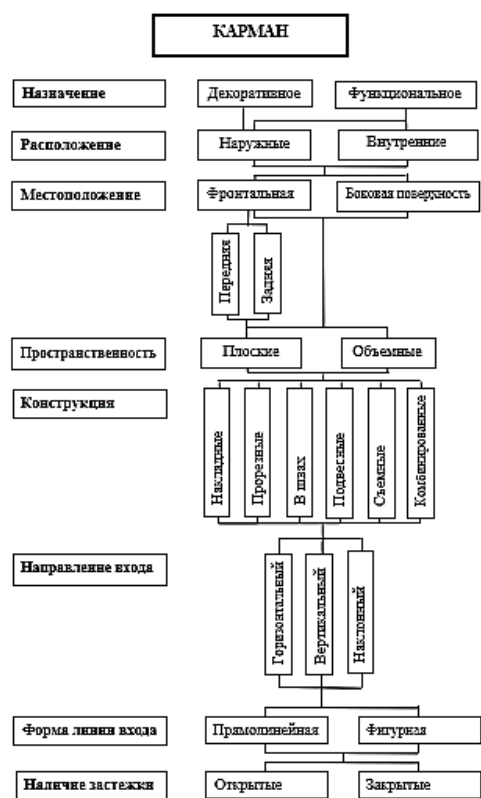 КАРМАН
Назначение
Декоративное
Функциональное
Расположение
Наружные
Внутренние
Местоположение
Фронтальная
Боковая поверхность
Передняя
Задняя
Пространственность
Плоские
Объемные
Конструкция
Накладные
Прорезные
В швах
Подвесные
Съемные
Комбинированные
Направление входа
Горизонтальный
Вертикальный
Наклонный
Форма линии входа
Прямолинейная
Фигурная
Наличие застежки
Открытые
Закрытые